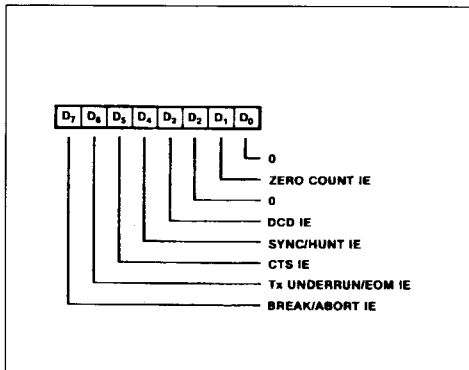 D₇ D₆ D₅ D₄ D₃ D₂ D₁ D₀
0
ZERO COUNT IE
0
DCD IE
SYNC/HUNT IE
CTS IE
Tx UNDERRUN/EOM IE
BREAK/ABORT IE